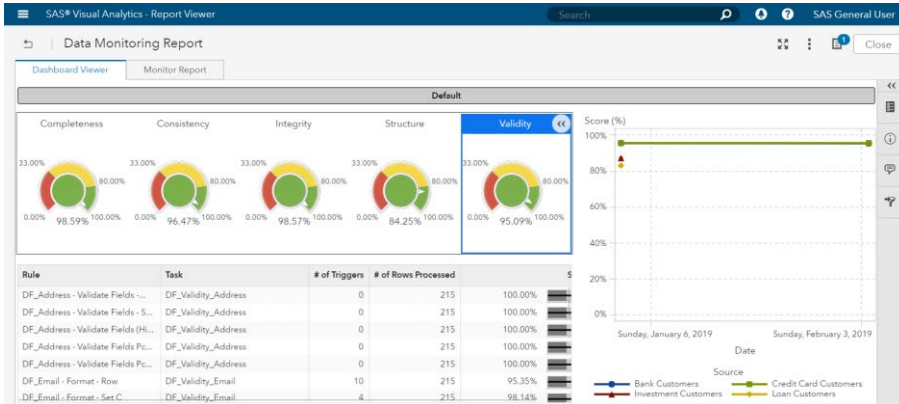 SAS® Visual Analytics - Report Viewer Search SAS General User
Data Monitoring Report 1 Close
Dashboard Viewer Monitor Report
Default
Completeness Consistency Integrity Structure Validity
33.00% 33.00% 33.00% 33.00% 33.00%
80.00% 80.00% 80.00% 80.00% 80.00%
0.00% 98.59% 100.00% 0.00% 96.47% 100.00% 0.00% 98.57% 100.00% 0.00% 84.25% 100.00% 0.00% 95.09% 100.00%
Rule Task # of Triggers # of Rows Processed S
DF_Address - Validate Fields -... DF_Validity_Address 0 215 100.00%
DF_Address - Validate Fields - S... DF_Validity_Address 0 215 100.00%
DF_Address - Validate Fields (Hi... DF_Validity_Address 0 215 100.00%
DF_Address - Validate Fields Pc... DF_Validity_Address 0 215 100.00%
DF_Address - Validate Fields Pc... DF_Validity_Address 0 215 100.00%
DF_Email - Format - Row DF_Validity_Email 10 215 95.35%
DF_Email - Format - Set C DF_Validity_Email 4 215 98.14%
Score (%)
100%
80%
60%
40%
20%
0%
Sunday, January 6, 2019 Sunday, February 3, 2019
Date
Source
Bank Customers Credit Card Customers
Investment Customers Loan Customers